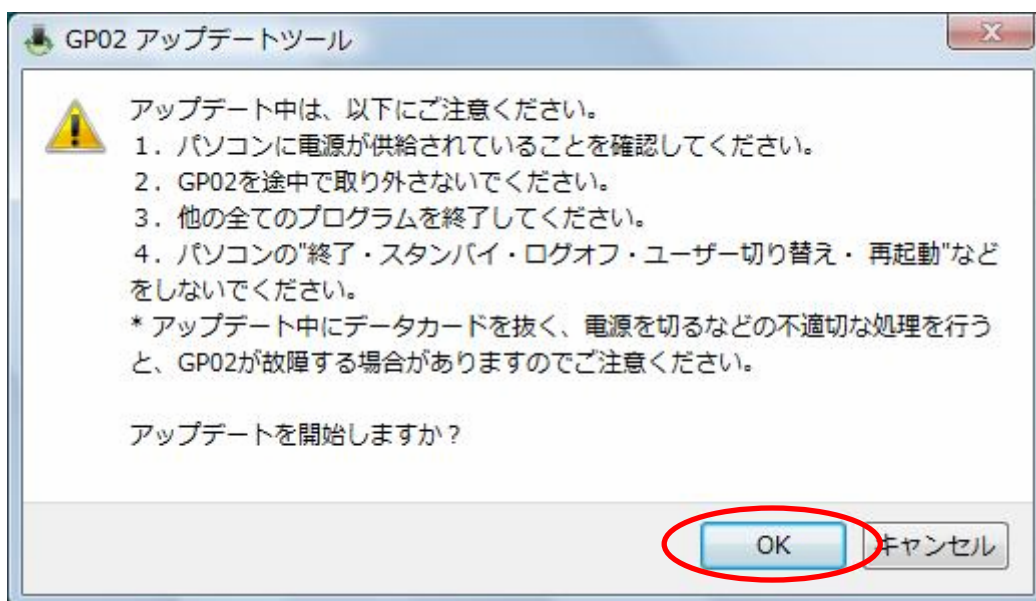 GP02 アップデートツール
アップデート中は、以下にご注意ください。
1．パソコンに電源が供給されていることを確認してください。
2．GP02を途中で取り外さないでください。
3．他の全てのプログラムを終了してください。
4．パソコンの"終了・スタンバイ・ログオフ・ユーザー切り替え・ 再起動"など
をしないでください。
* アップデート中にデータカードを抜く、電源を切るなどの不適切な処理を行う
と、GP02が故障する場合がありますのでご注意ください。
アップデートを開始しますか？
OK キャンセル